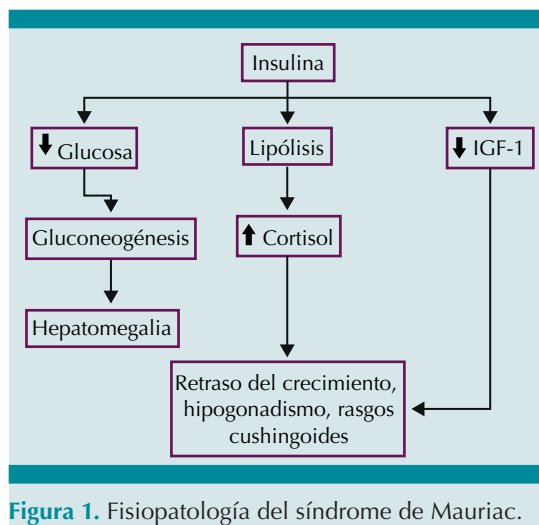 Insulina
Glucosa
Lipólisis
IGF-1
Gluconeogénesis
Cortisol
Hepatomegalia
Retraso del crecimiento,
hipogonadismo, rasgos
cushingoides
Figura 1. Fisiopatología del síndrome de Mauriac.